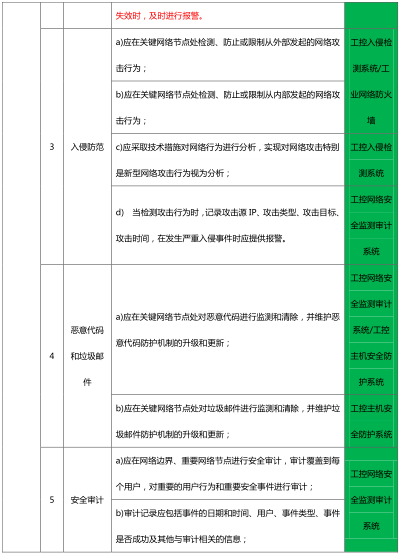 失效时，及时进行报警。
3
入侵防范
a)应在关键网络节点处检测、防止或限制从外部发起的网络攻
击行为；
b)应在关键网络节点处检测、防止或限制从内部发起的网络攻
击行为；
工控入侵检
测系统/工
业网络防火
墙
c)应采取技术措施对网络行为进行分析，实现对网络攻击特别
是新型网络攻击行为视为分析；
工控入侵检
测系统
d) 当检测攻击行为时，记录攻击源 IP、攻击类型、攻击目标、
攻击时间，在发生严重入侵事件时应提供报警。
工控网络安
全监测审计
系统
4
恶意代码
和垃圾邮
件
a)应在关键网络节点处对恶意代码进行监测和清除，并维护恶
意代码防护机制的升级和更新；
工控网络安
全监测审计
系统/工控
主机安全防
护系统
b)应在关键网络节点处对垃圾邮件进行监测和清除，并维护垃
圾邮件防护机制的升级和更新；
工控主机安
全防护系统
5
安全审计
a)应在网络边界、重要网络节点进行安全审计，审计覆盖到每
个用户，对重要的用户行为和重要安全事件进行审计；
b)审计记录应包括事件的日期和时间、用户、事件类型、事件
是否成功及其他与审计相关的信息；
工控网络安
全监测审计
系统